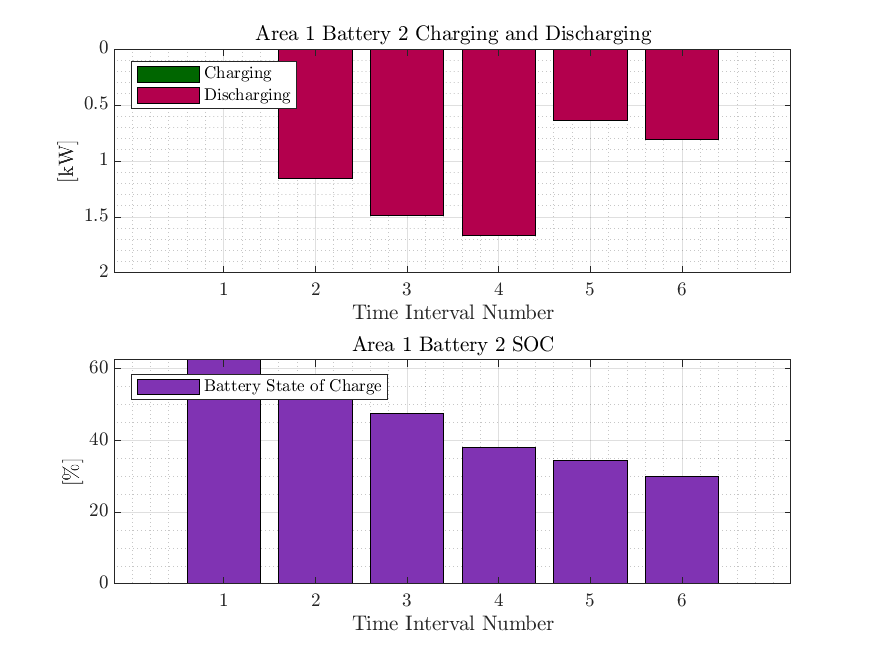 Area 1 Battery 2 Charging and Discharging
0
0.5
1
1.5
2
[kW]
Charging
Discharging
1 2 3 4 5 6
Time Interval Number
Area 1 Battery 2 SOC
60
40
20
0
[%]
Battery State of Charge
1 2 3 4 5 6
Time Interval Number